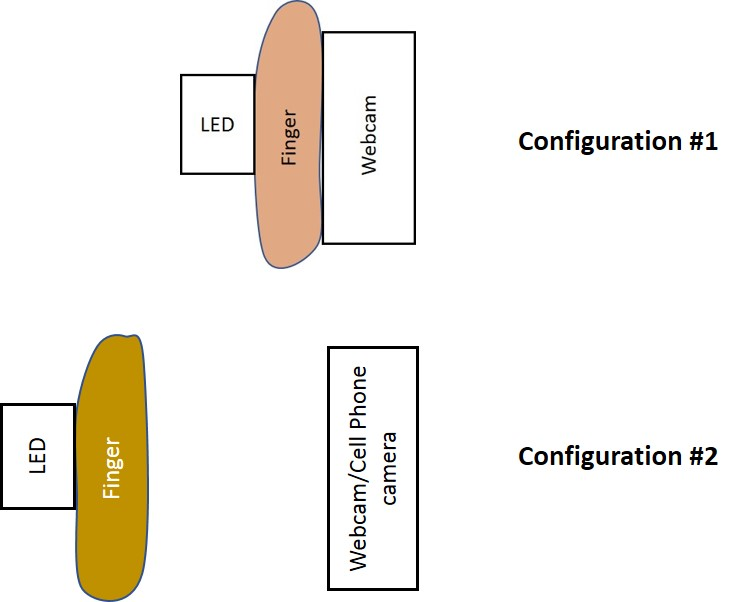 LED
Finger
Webcam
Configuration #1
LED
Finger
Webcam/Cell Phone
camera
Configuration #2